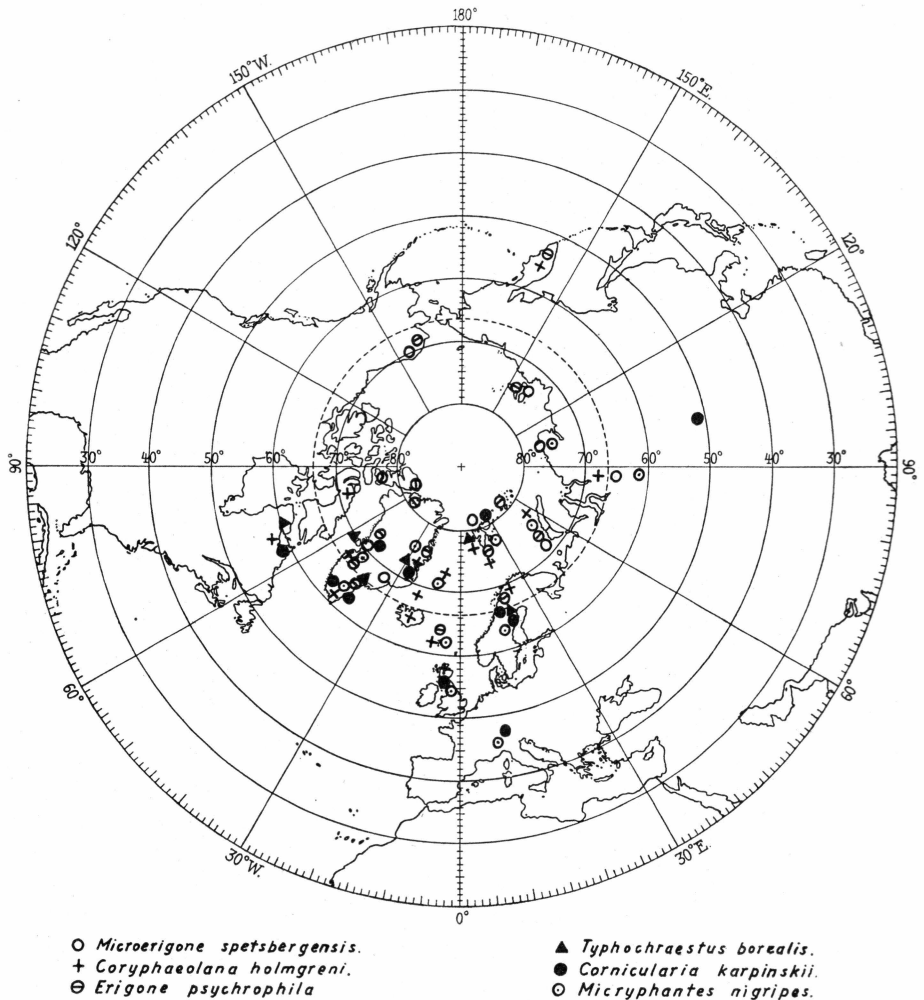 180°
150°W.
150°E.
120°
120°
90°
30°
40°
50°
60°
70°
80°
80°
70°
60°
50°
40°
30°
90°
60°
60°
30°W.
30°E.
0°
O Microerigone spetsbergensis.
+ Coryphaeolana holmgreni.
⊖ Erigone psychrophila
▲ Typhochraestus borealis.
● Cornicularia karpinskii.
⊙ Micryphantes nigripes.